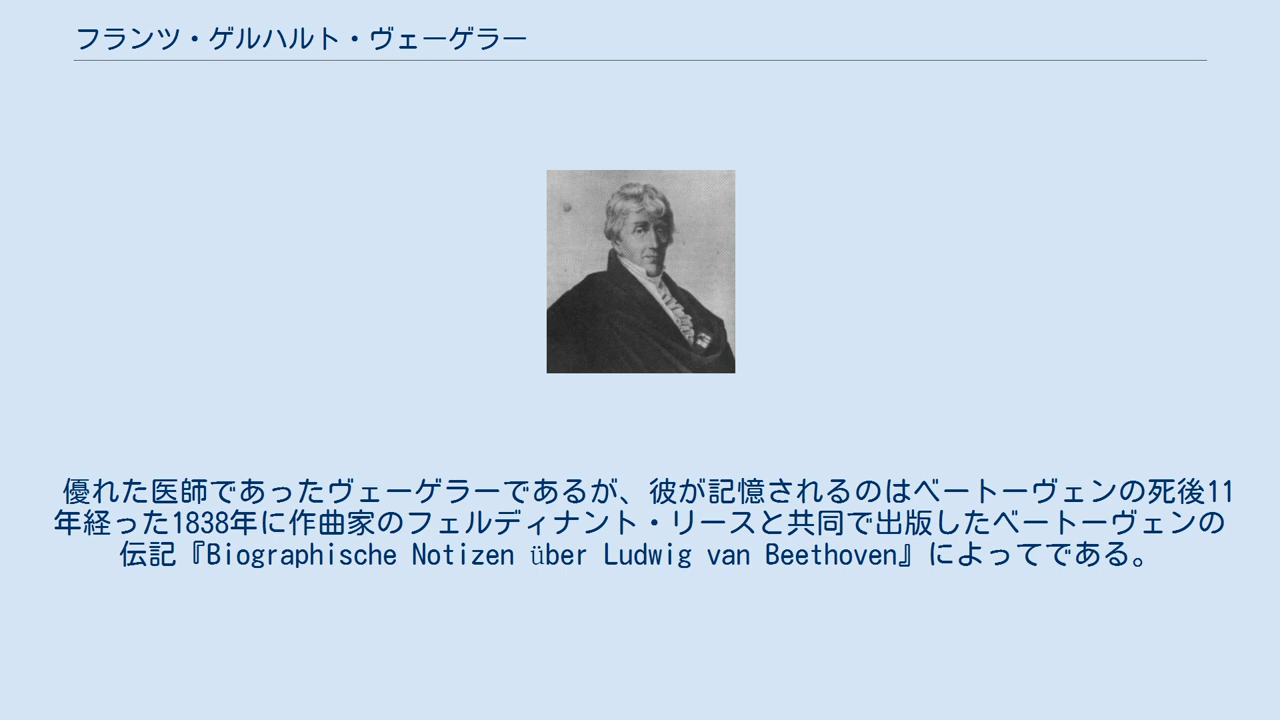 フランツ・ゲルハルト・ヴェーゲラー
優れた医師であったヴェーゲラーであるが、彼が記憶されるのはベートーヴェンの死後11
年経った1838年に作曲家のフェルディナント・リースと共同で出版したベートーヴェンの
伝記『Biographische Notizen über Ludwig van Beethoven』によってである。